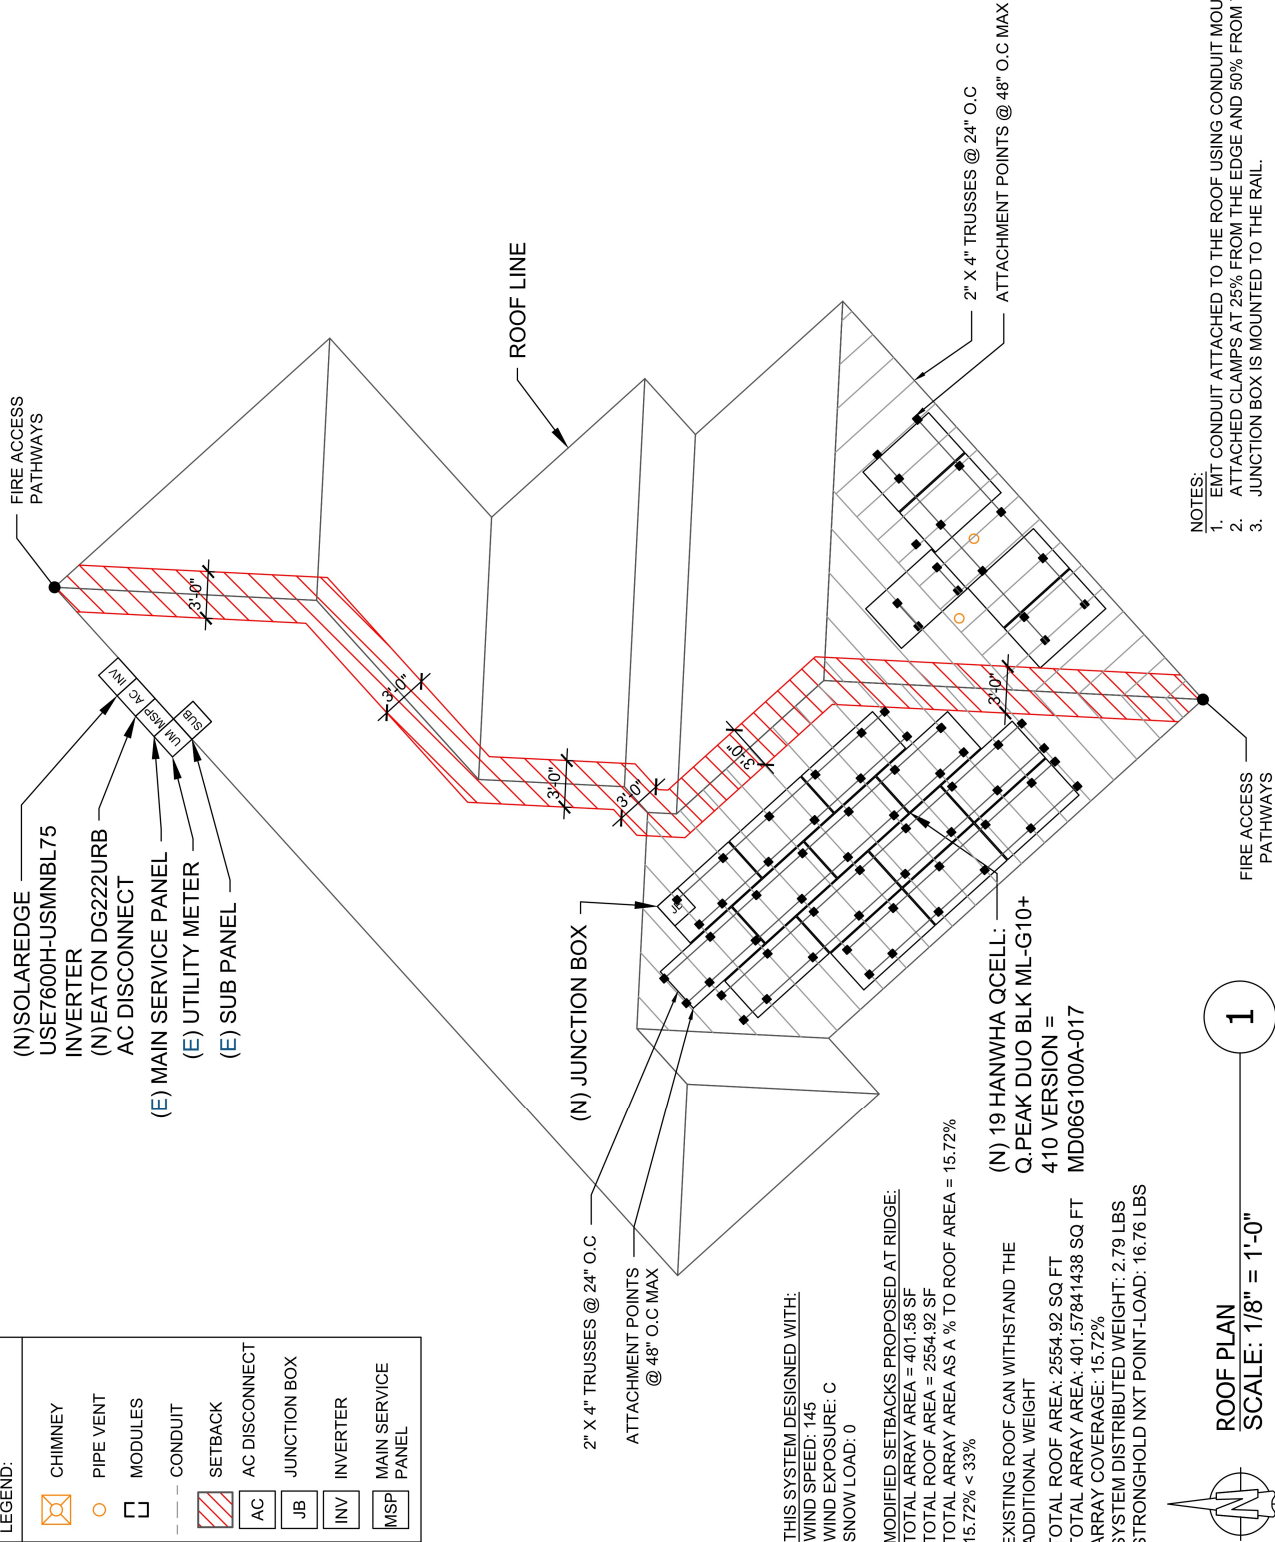 LEGEND:
CHIMNEY
PIPE VENT
MODULES
CONDUIT
SETBACK
AC
AC DISCONNECT
JB
JUNCTION BOX
INV
INVERTER
MSP
MAIN SERVICE
PANEL
(N)SOLAREDGE
USE7600H-USMNBL75
INVERTER
(N)EATON DG222URB
AC DISCONNECT
(E) MAIN SERVICE PANEL
(E) UTILITY METER
(E) SUB PANEL
FIRE ACCESS
PATHWAYS
INV
AC
MSP
UM
SUB
3'-0"
3'-0"
3'-0"
3'-0"
3'-0"
3'-0"
ROOF LINE
(N) JUNCTION BOX
JB
2" X 4" TRUSSES @ 24" O.C
ATTACHMENT POINTS
@ 48" O.C MAX
2" X 4" TRUSSES @ 24" O.C
ATTACHMENT POINTS @ 48" O.C MAX
THIS SYSTEM DESIGNED WITH:
WIND SPEED: 145
WIND EXPOSURE: C
SNOW LOAD: 0
MODIFIED SETBACKS PROPOSED AT RIDGE:
TOTAL ARRAY AREA = 401.58 SF
TOTAL ROOF AREA = 2554.92 SF
TOTAL ARRAY AREA AS A % TO ROOF AREA = 15.72%
15.72% < 33%
EXISTING ROOF CAN WITHSTAND THE
ADDITIONAL WEIGHT
TOTAL ROOF AREA: 2554.92 SQ FT
TOTAL ARRAY AREA: 401.57841438 SQ FT
ARRAY COVERAGE: 15.72%
SYSTEM DISTRIBUTED WEIGHT: 2.79 LBS
STRONGHOLD NXT POINT-LOAD: 16.76 LBS
(N) 19 HANWHA QCELL:
Q.PEAK DUO BLK ML-G10+
410 VERSION =
MD06G100A-017
FIRE ACCESS
PATHWAYS
NOTES:
1. EMT CONDUIT ATTACHED TO THE ROOF USING CONDUIT MOU
2. ATTACHED CLAMPS AT 25% FROM THE EDGE AND 50% FROM
3. JUNCTION BOX IS MOUNTED TO THE RAIL.
ROOF PLAN
SCALE: 1/8" = 1'-0"
1